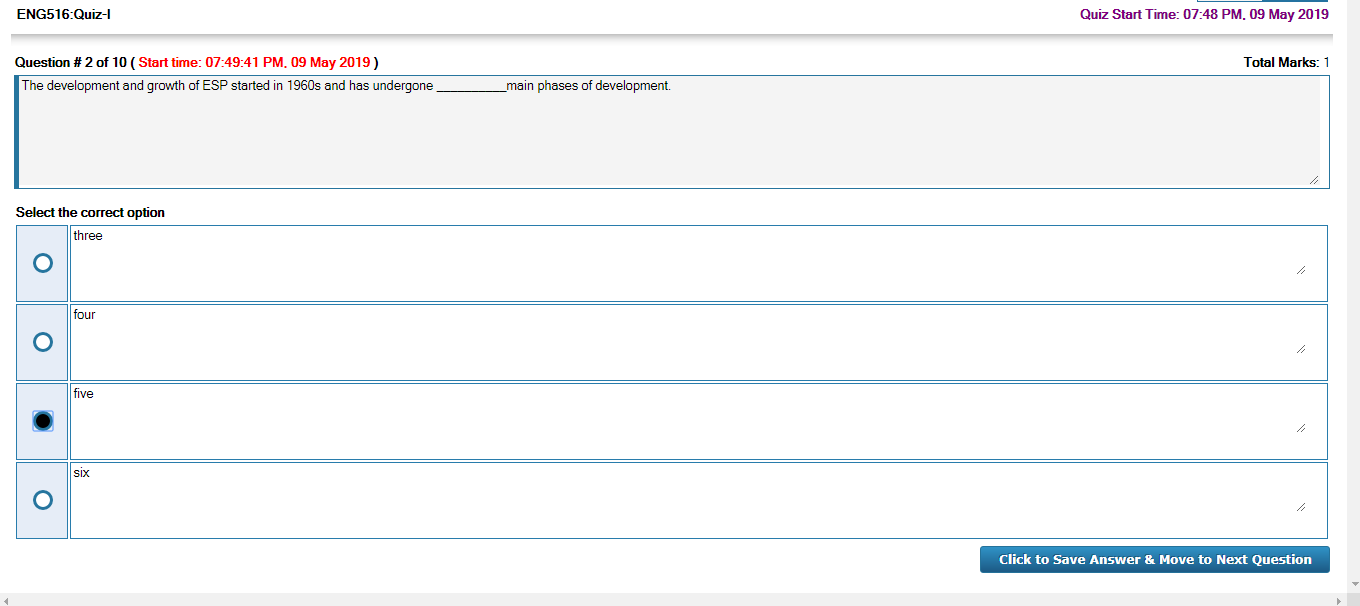 ENG516:Quiz-I
Quiz Start Time: 07:48 PM, 09 May 2019
Question # 2 of 10 ( Start time: 07:49:41 PM, 09 May 2019 )
Total Marks: 1
The development and growth of ESP started in 1960s and has undergone __________main phases of development.
Select the correct option
three
four
five
six
Click to Save Answer & Move to Next Question